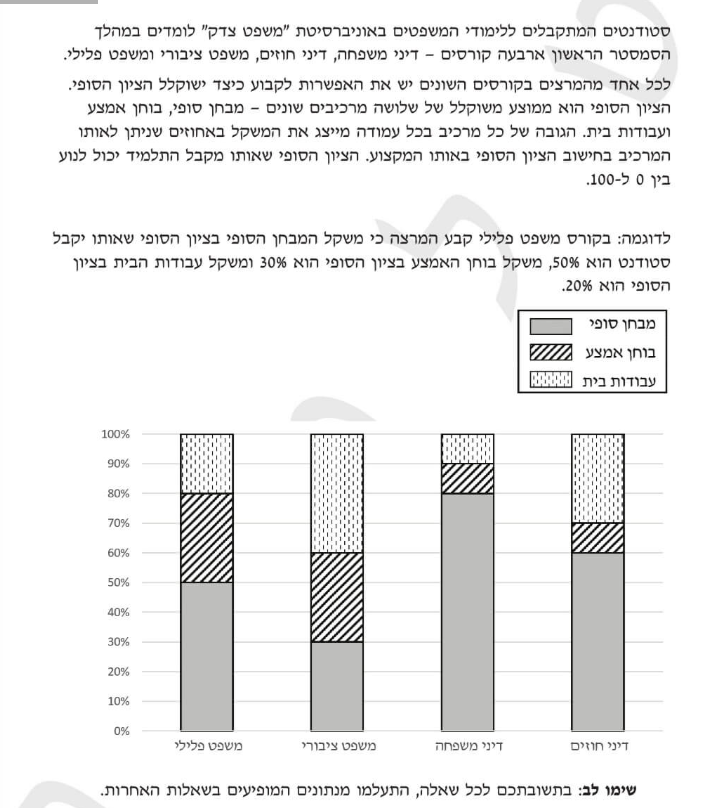 סטודנטים המתקבלים ללימודי המשפטים באוניברסיטת "משפט צדק" לומדים במהלך
הסמסטר הראשון ארבעה קורסים – דיני משפחה, דיני חוזים, משפט ציבורי ומשפט פלילי.
לכל אחד מהמרצים בקורסים השונים יש את האפשרות לקבוע כיצד ישוקלל הציון הסופי.
הציון הסופי הוא ממוצע משוקלל של שלושה מרכיבים שונים – מבחן סופי, בוחן אמצע
ועבודות בית. הגובה של כל מרכיב בכל עמודה מייצג את המשקל באחוזים שניתן לאותו
המרכיב בחישוב הציון הסופי באותו המקצוע. הציון הסופי שאותו מקבל התלמיד יכול לנוע
בין 0 ל-100.
לדוגמה: בקורס משפט פלילי קבע המרצה כי משקל המבחן הסופי בציון הסופי שאותו יקבל
סטודנט הוא 50%, משקל בוחן האמצע בציון הסופי הוא 30% ומשקל עבודות הבית בציון
הסופי הוא 20%.
מבחן סופי
בוחן אמצע
עבודות בית
100%
90%
80%
70%
60%
50%
40%
30%
20%
10%
0%
משפט פלילי משפט ציבורי דיני משפחה דיני חוזים
שימו לב: בתשובתכם לכל שאלה, התעלמו מנתונים המופיעים בשאלות האחרות.